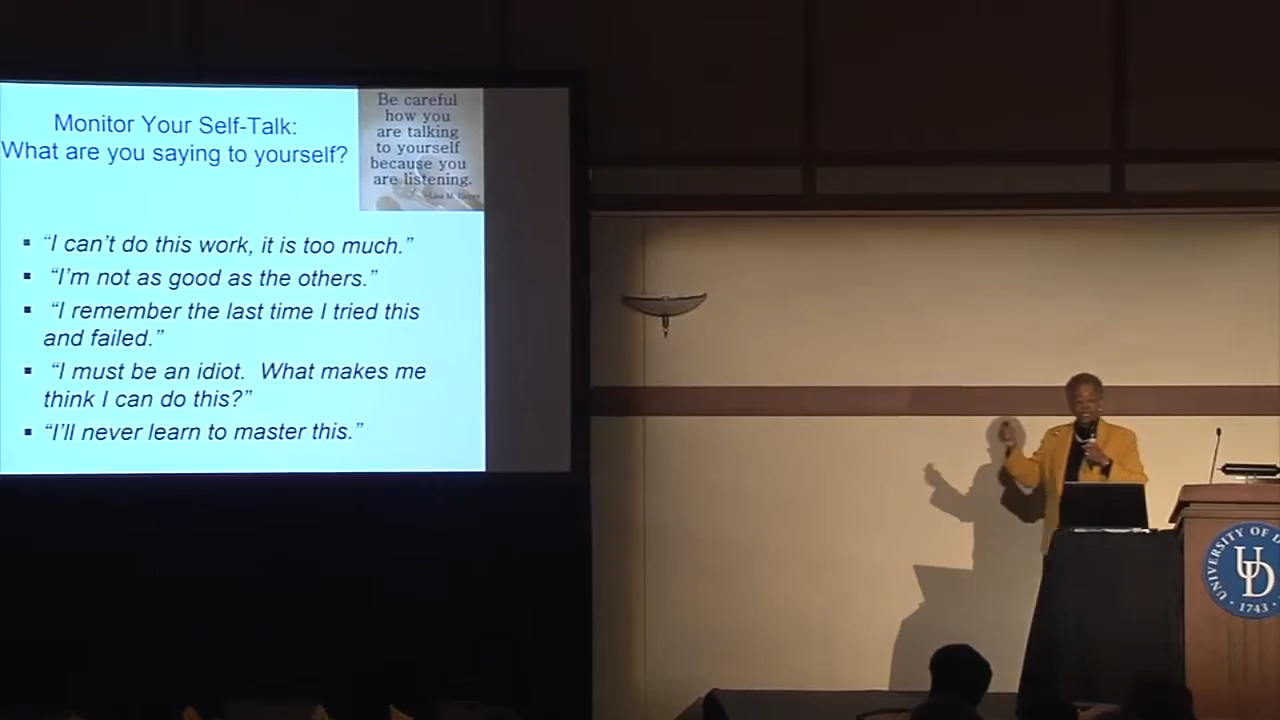 Monitor Your Self-Talk:
What are you saying to yourself?
Be careful
how you
are talking
to yourself
because you
are listening.
▪ “I can’t do this work, it is too much.”
▪ “I’m not as good as the others.”
▪ “I remember the last time I tried this
and failed.”
▪ “I must be an idiot.  What makes me
think I can do this?”
▪ “I’ll never learn to master this.”
UNIVERSITY OF D
UD
1743